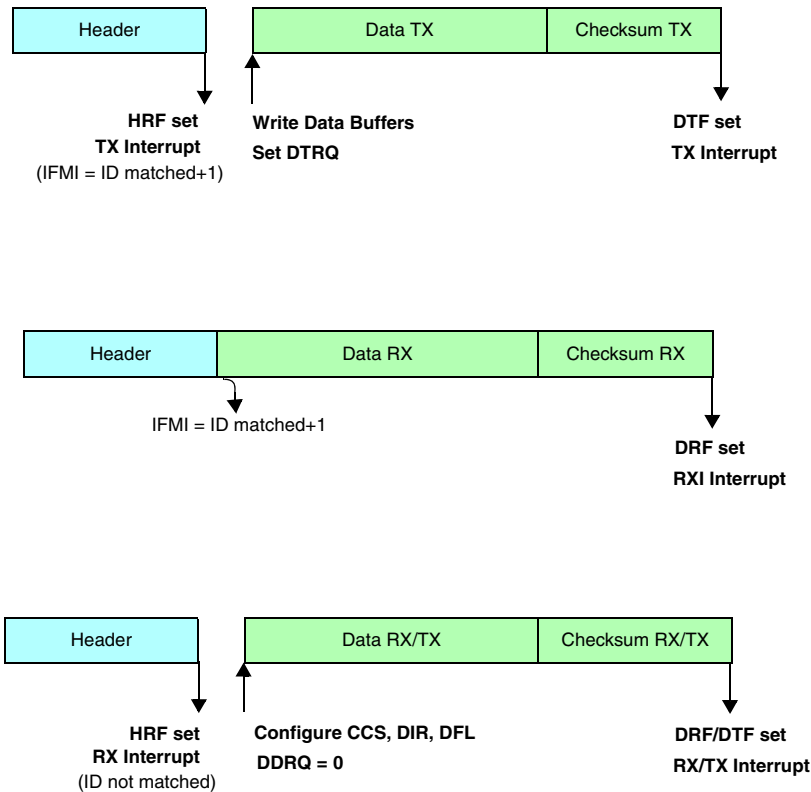 Header
Data TX
Checksum TX
HRF set
TX Interrupt
(IFMI = ID matched+1)
Write Data Buffers
Set DTRQ
DTF set
TX Interrupt
Header
Data RX
Checksum RX
IFMI = ID matched+1
DRF set
RXI Interrupt
Header
Data RX/TX
Checksum RX/TX
HRF set
RX Interrupt
(ID not matched)
Configure CCS, DIR, DFL
DDRQ = 0
DRF/DTF set
RX/TX Interrupt